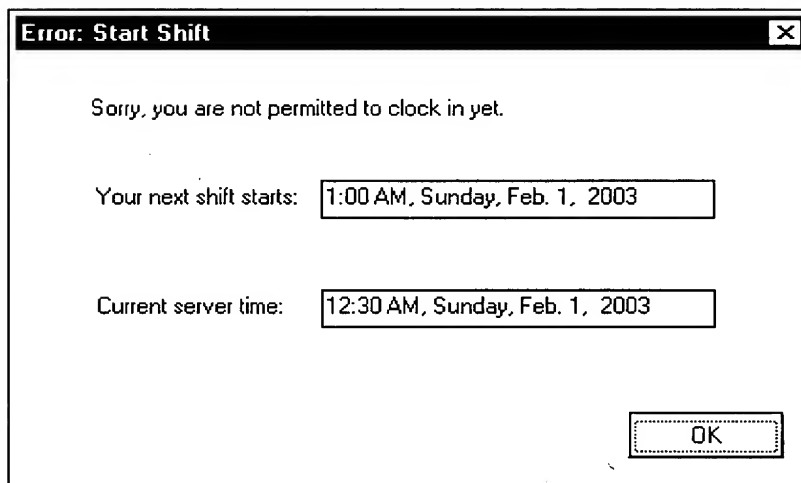 Error: Start Shift
Sorry, you are not permitted to clock in yet.
Your next shift starts: 1:00 AM, Sunday, Feb. 1, 2003
Current server time: 12:30 AM, Sunday, Feb. 1, 2003
OK